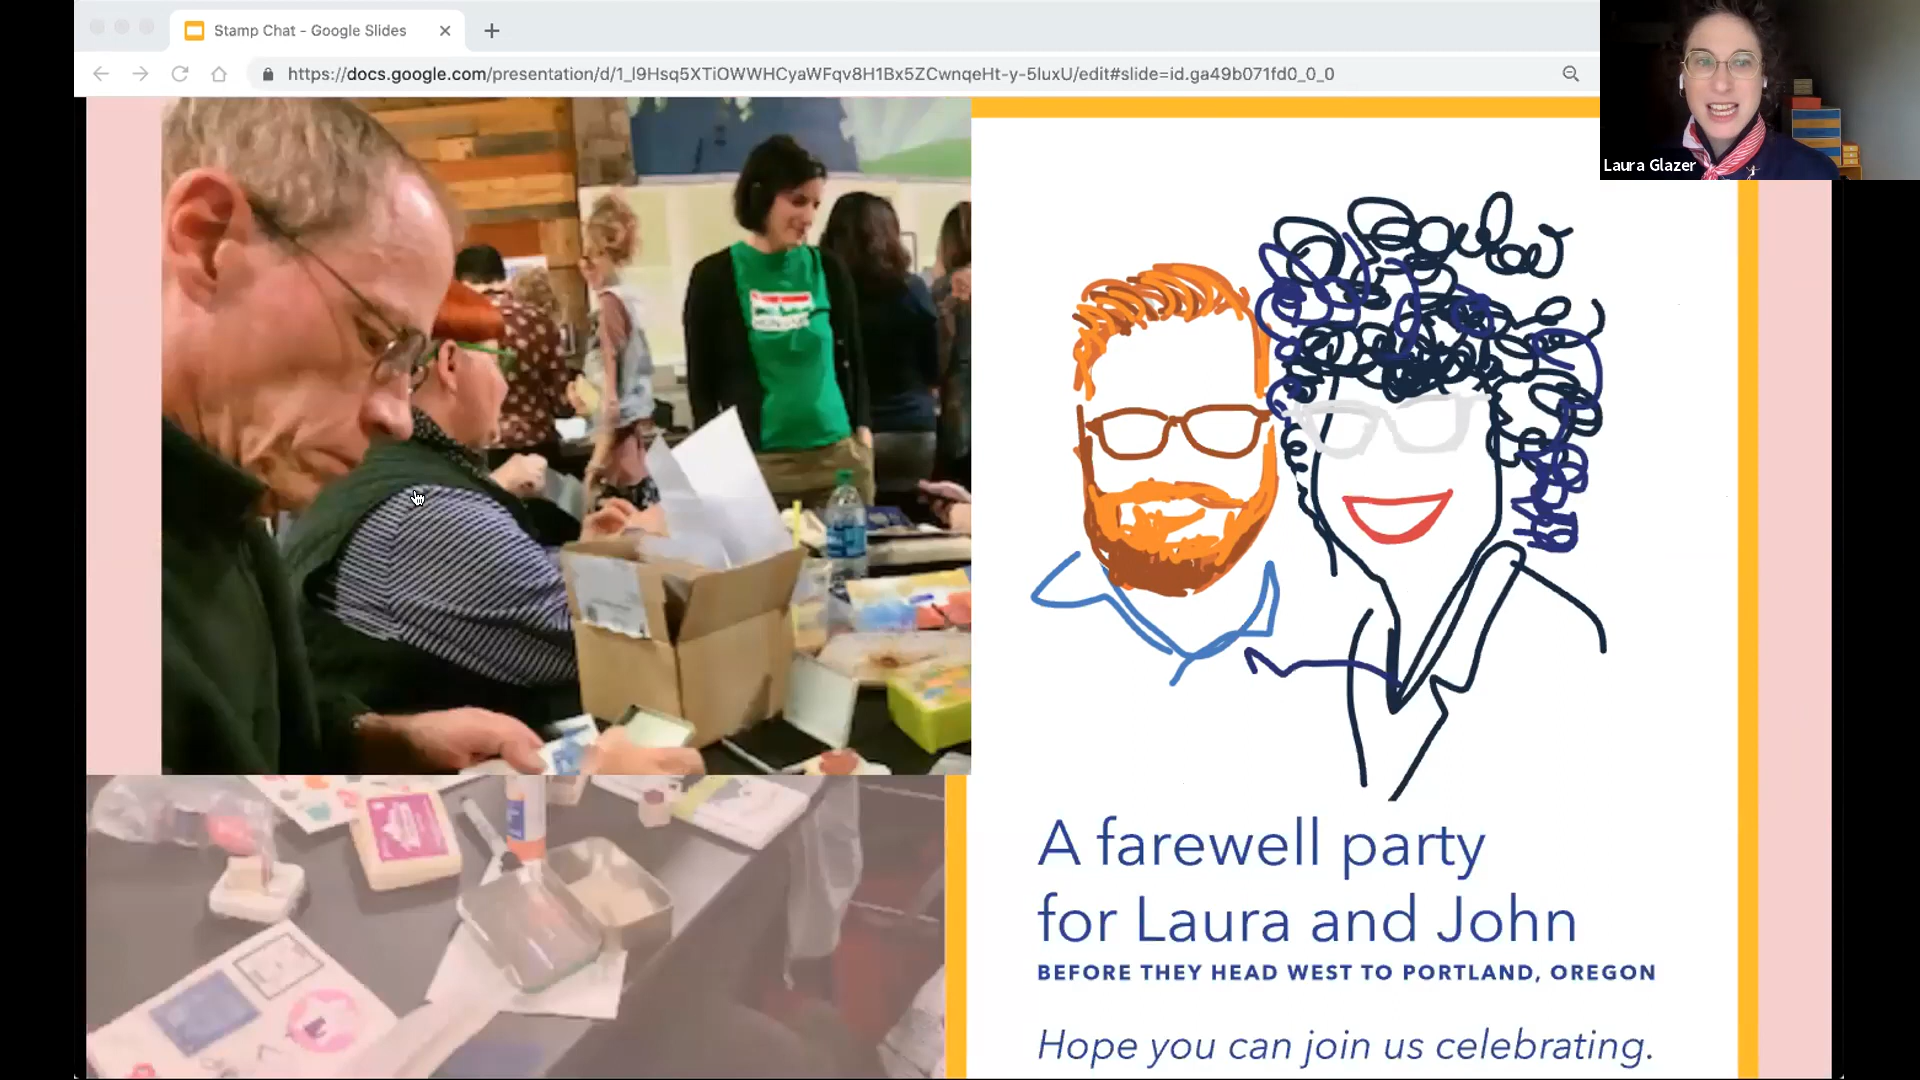 Stamp Chat - Google Slides
https://docs.google.com/presentation/d/1_l9Hsq5XTiOWWHCyaWFqv8H1Bx5ZCwnqeHt-y-5luxU/edit#slide=id.ga49b071fd0_0_0
Laura Glazer
A farewell party
for Laura and John
BEFORE THEY HEAD WEST TO PORTLAND, OREGON
Hope you can join us celebrating.